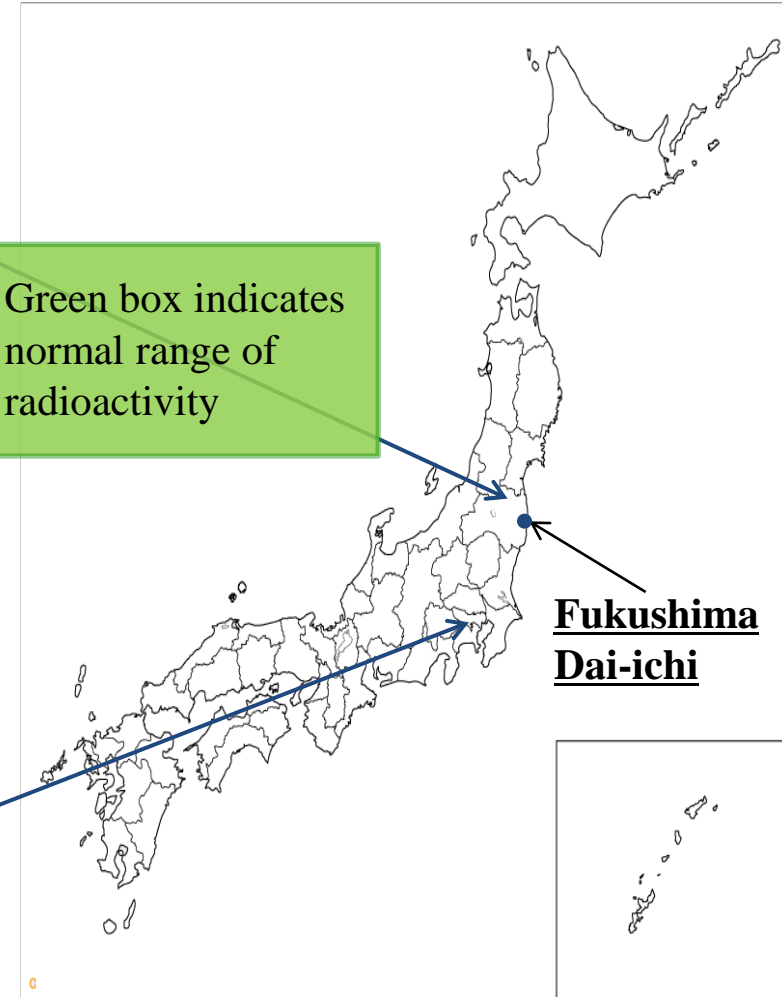 Green box indicates
normal range of
radioactivity
Fukushima
Dai-ichi